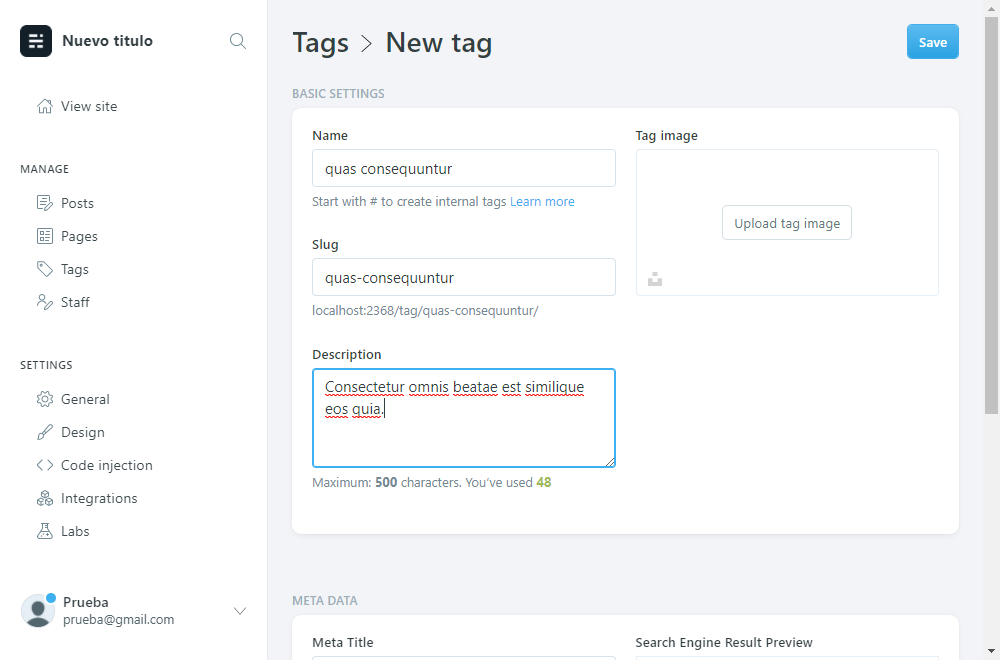 Nuevo titulo
View site
MANAGE
Posts
Pages
Tags
Staff
SETTINGS
General
Design
Code injection
Integrations
Labs
Prueba
prueba@gmail.com
Tags > New tag
Save
BASIC SETTINGS
Name
quas consequuntur
Start with # to create internal tags Learn more
Slug
quas-consequuntur
localhost:2368/tag/quas-consequuntur/
Description
Consectetur omnis beatae est similique
eos quia.
Maximum: 500 characters. You’ve used 48
Tag image
Upload tag image
META DATA
Meta Title
Search Engine Result Preview